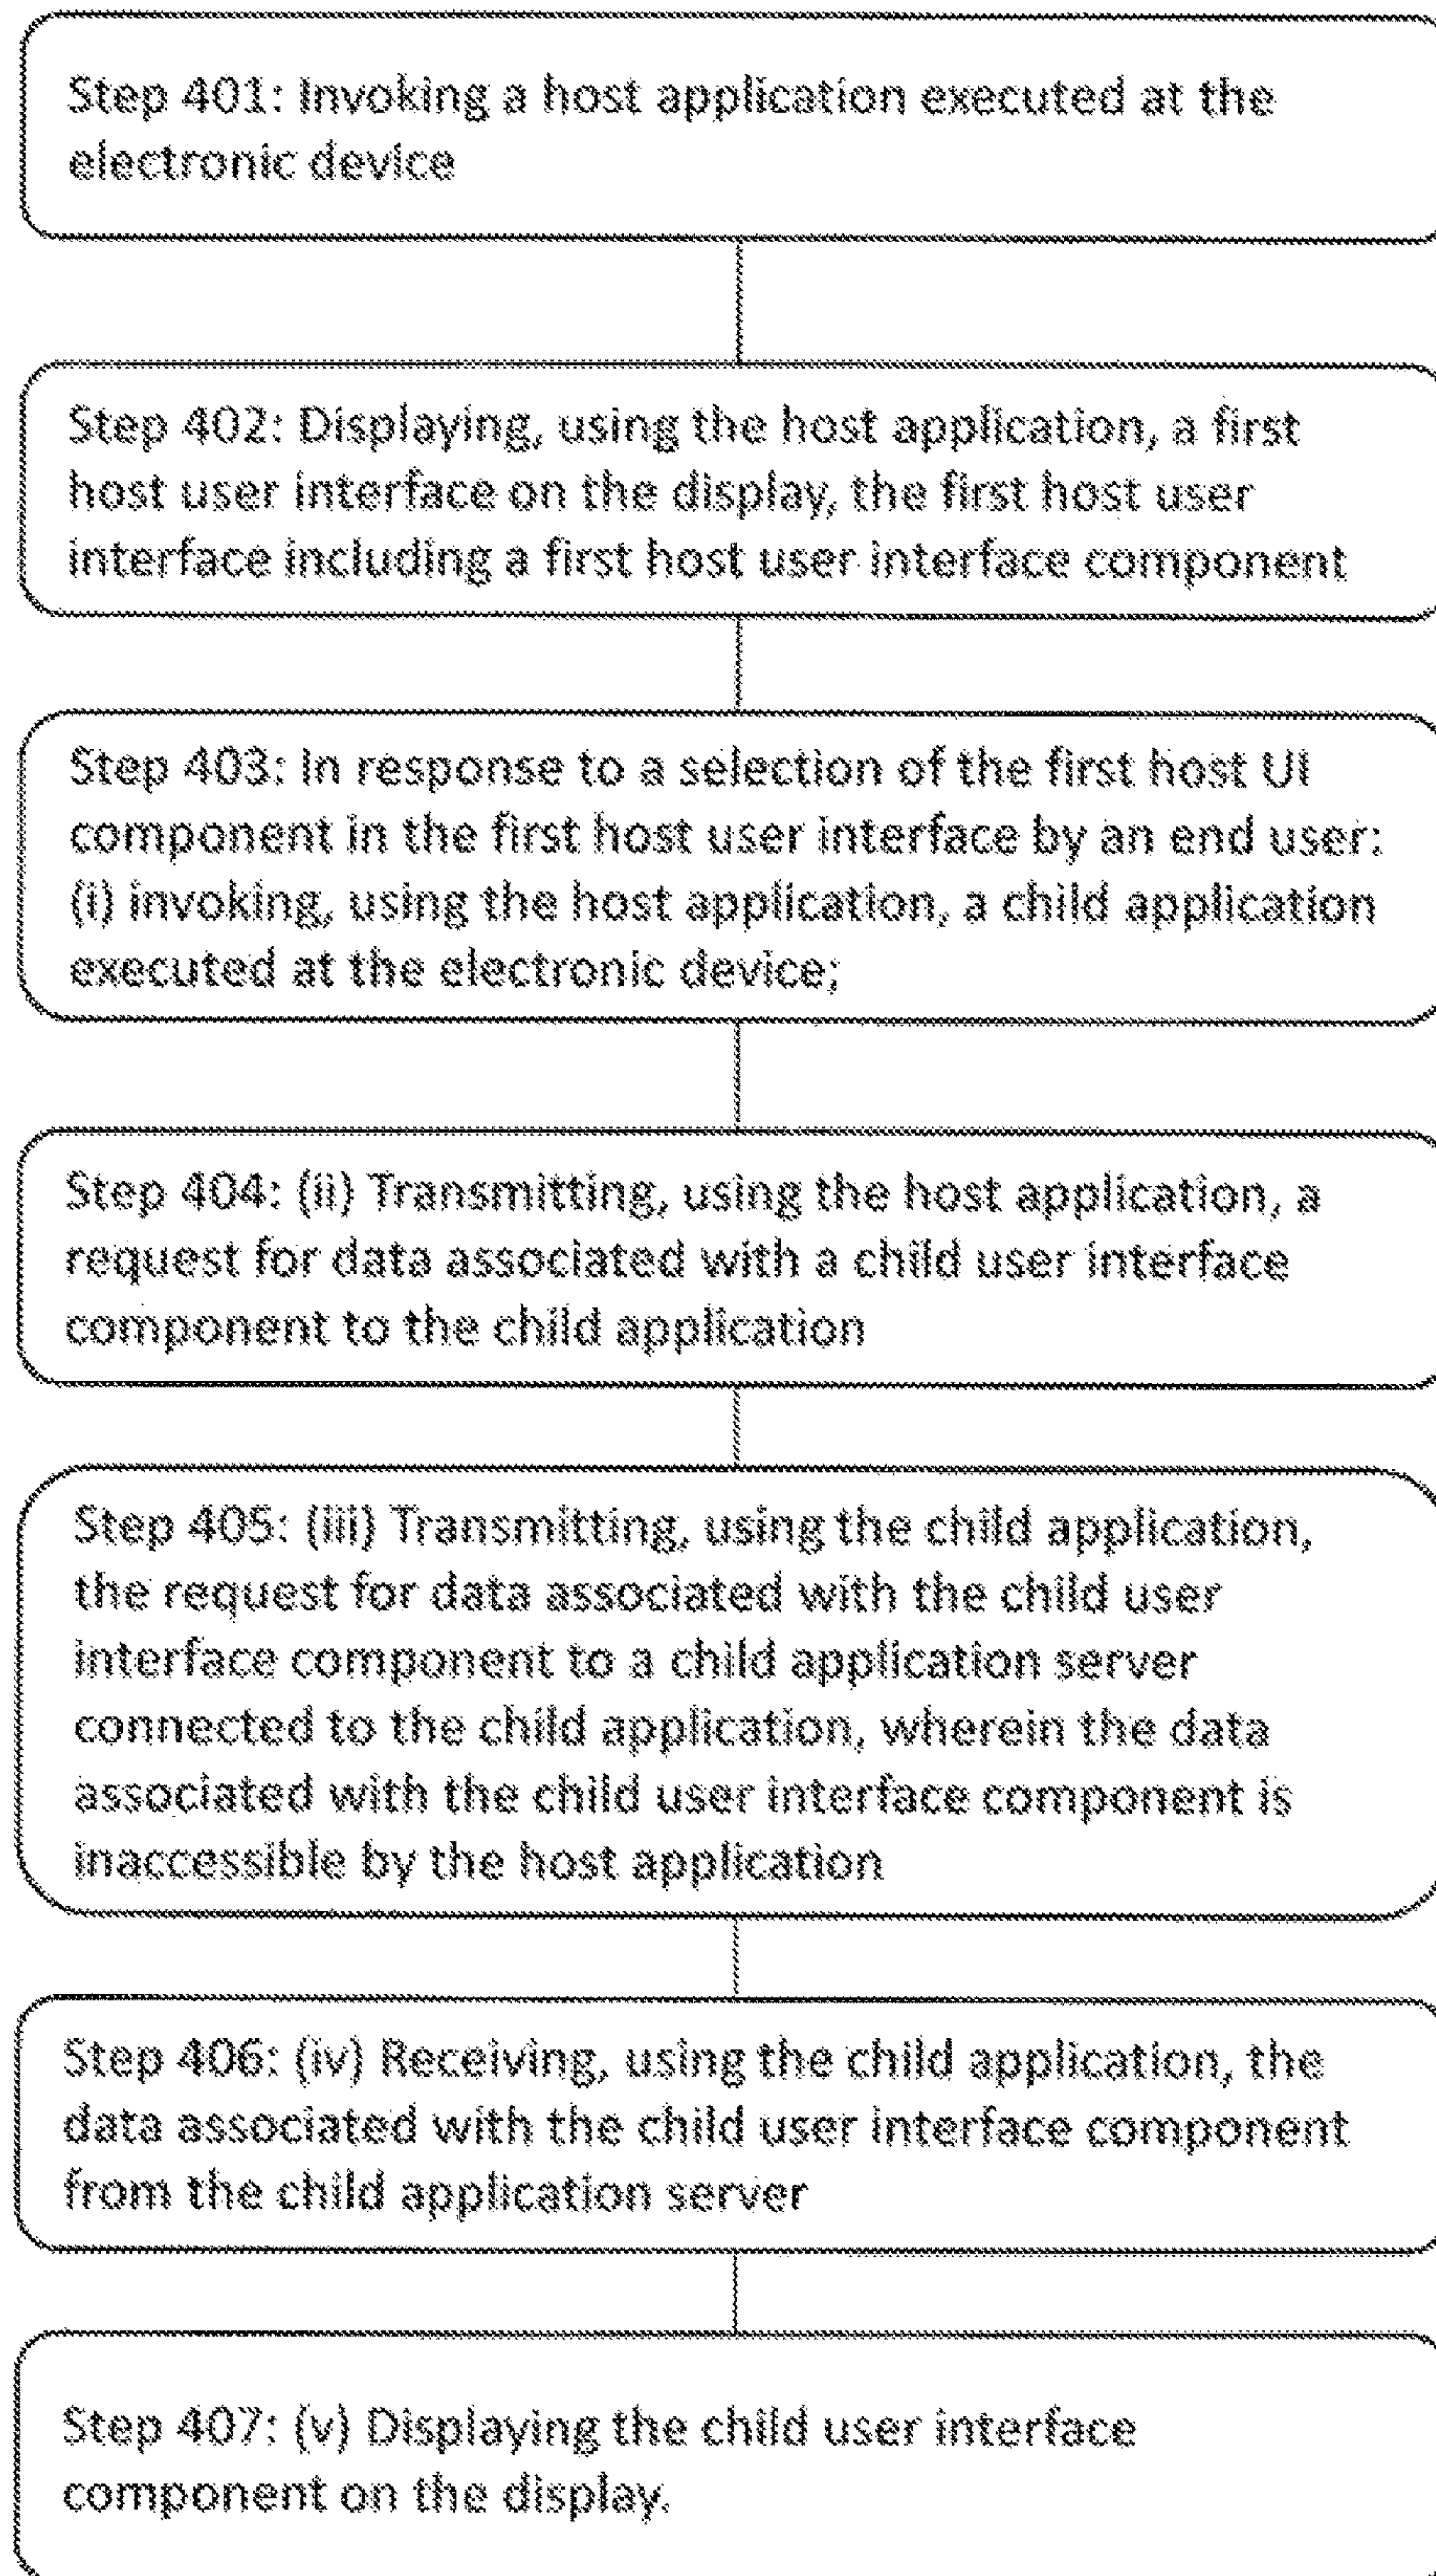 Step 401: Invoking a host application executed at the
electronic device
Step 402: Displaying, using the host application, a first
host user interface on the display, the first host user
interface including a first host user interface component
Step 403: In response to a selection of the first host UI
component in the first host user interface by an end user:
(i) invoking, using the host application, a child application
executed at the electronic device;
Step 404: (ii) Transmitting, using the host application, a
request for data associated with a child user interface
component to the child application
Step 405: (iii) Transmitting, using the child application,
the request for data associated with the child user
interface component to a child application server
connected to the child application, wherein the data
associated with the child user interface component is
inaccessible by the host application
Step 406: (iv) Receiving, using the child application, the
data associated with the child user interface component
from the child application server
Step 407: (v) Displaying the child user interface
component on the display.